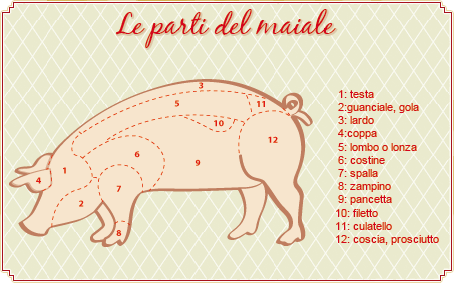 Le parti del maiale
3
5
11
10
12
1
4
6
9
7
2
8
1: testa
2:guanciale, gola
3: lardo
4:coppa
5: lombo o lonza
6: costine
7: spalla
8: zampino
9: pancetta
10: filetto
11: culatello
12: coscia, prosciutto